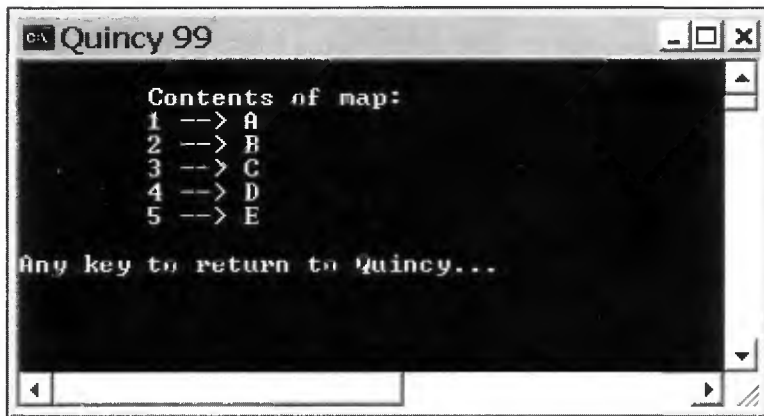 Quincy 99
Contents of map:
1 --> A
2 --> B
3 --> C
4 --> D
5 --> E
Any key to return to Quincy...